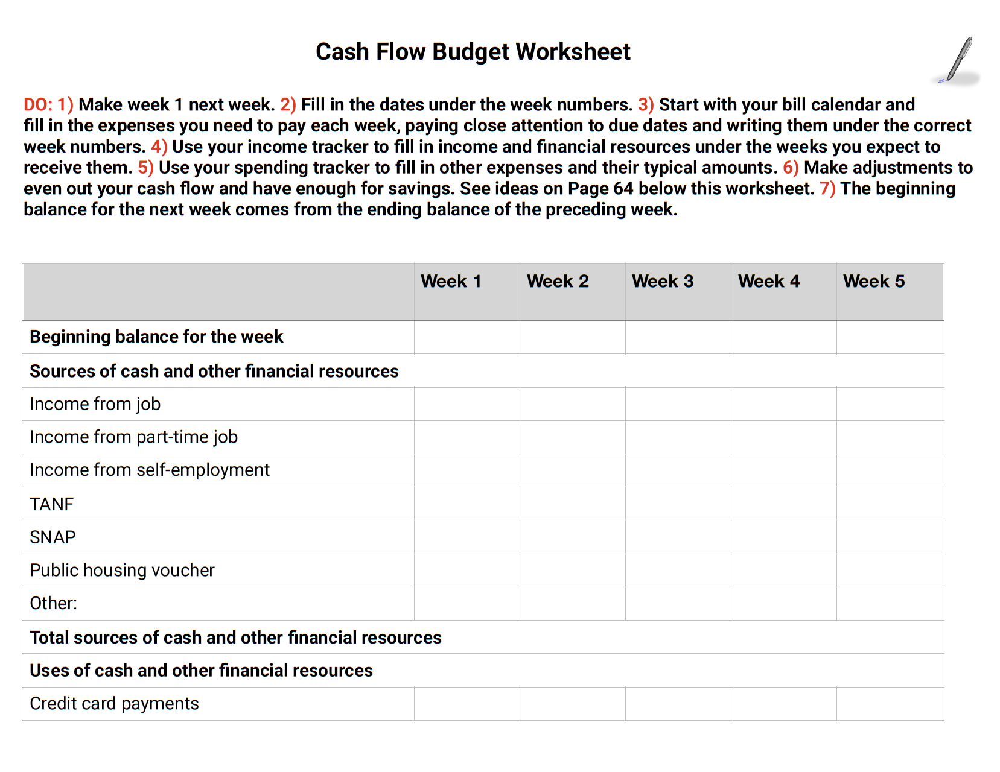 Cash Flow Budget Worksheet
DO: 1) Make week 1 next week. 2) Fill in the dates under the week numbers. 3) Start with your bill calendar and
fill in the expenses you need to pay each week, paying close attention to due dates and writing them under the correct
week numbers. 4) Use your income tracker to fill in income and financial resources under the weeks you expect to
receive them. 5) Use your spending tracker to fill in other expenses and their typical amounts. 6) Make adjustments to
even out your cash flow and have enough for savings. See ideas on Page 64 below this worksheet. 7) The beginning
balance for the next week comes from the ending balance of the preceding week.
Week 1 Week 2 Week 3 Week 4 Week 5
Beginning balance for the week
Sources of cash and other financial resources
Income from job
Income from part-time job
Income from self-employment
TANF
SNAP
Public housing voucher
Other:
Total sources of cash and other financial resources
Uses of cash and other financial resources
Credit card payments